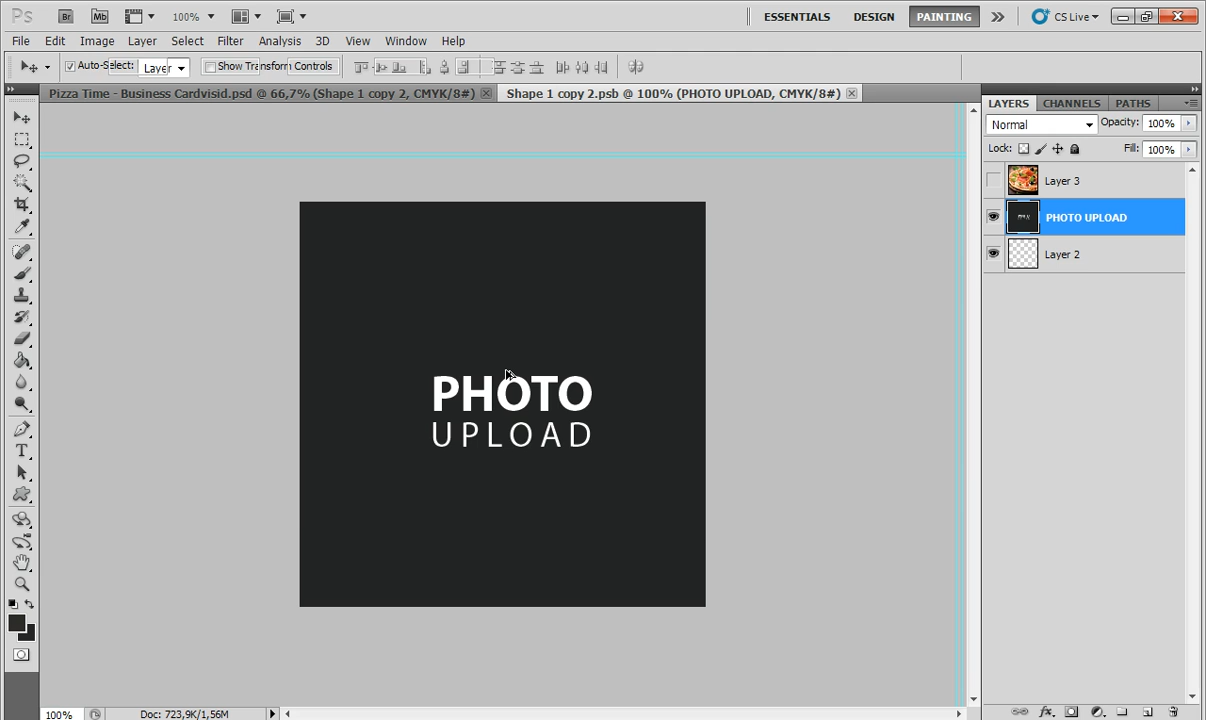 Ps Br Mb 100% ESSENTIALS DESIGN PAINTING CS Live
File Edit Image Layer Select Filter Analysis 3D View Window Help
Auto-Select: Layer Show Transform Controls
Pizza Time - Business Cardvisid.psd @ 66,7% (Shape 1 copy 2, CMYK/8#) Shape 1 copy 2.psb @ 100% (PHOTO UPLOAD, CMYK/8#)
LAYERS CHANNELS PATHS
Normal Opacity: 100%
Lock: Fill: 100%
Layer 3
PHOTO UPLOAD
Layer 2
PHOTO
UPLOAD
T
100% Doc: 723,9K/1,56M
fx